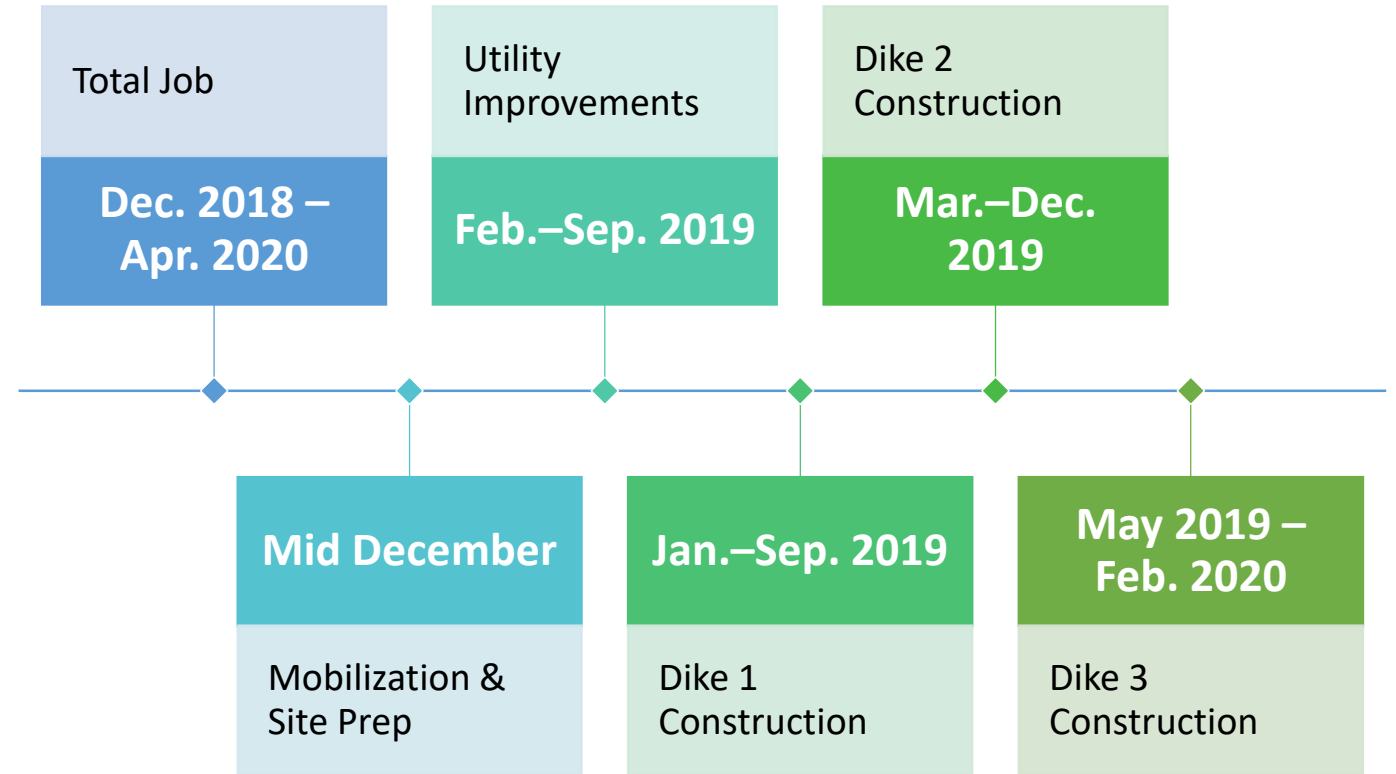 Total Job
Dec. 2018 –
Apr. 2020
Mid December
Mobilization &
Site Prep
Utility
Improvements
Feb.–Sep. 2019
Jan.–Sep. 2019
Dike 1
Construction
Dike 2
Construction
Mar.–Dec.
2019
May 2019 –
Feb. 2020
Dike 3
Construction